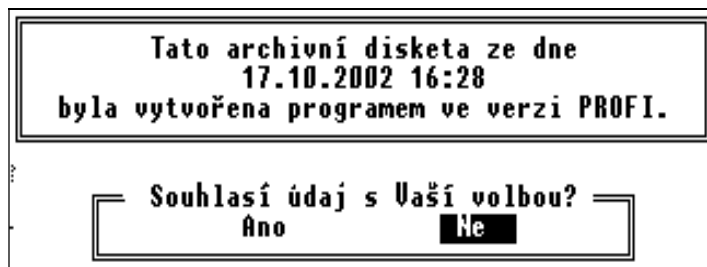 Tato archivní disketa ze dne
17.10.2002 16:28
byla vytvořena programem ve verzi PROFI.
Souhlasí údaj s Vaší volbou?
Ano Ne